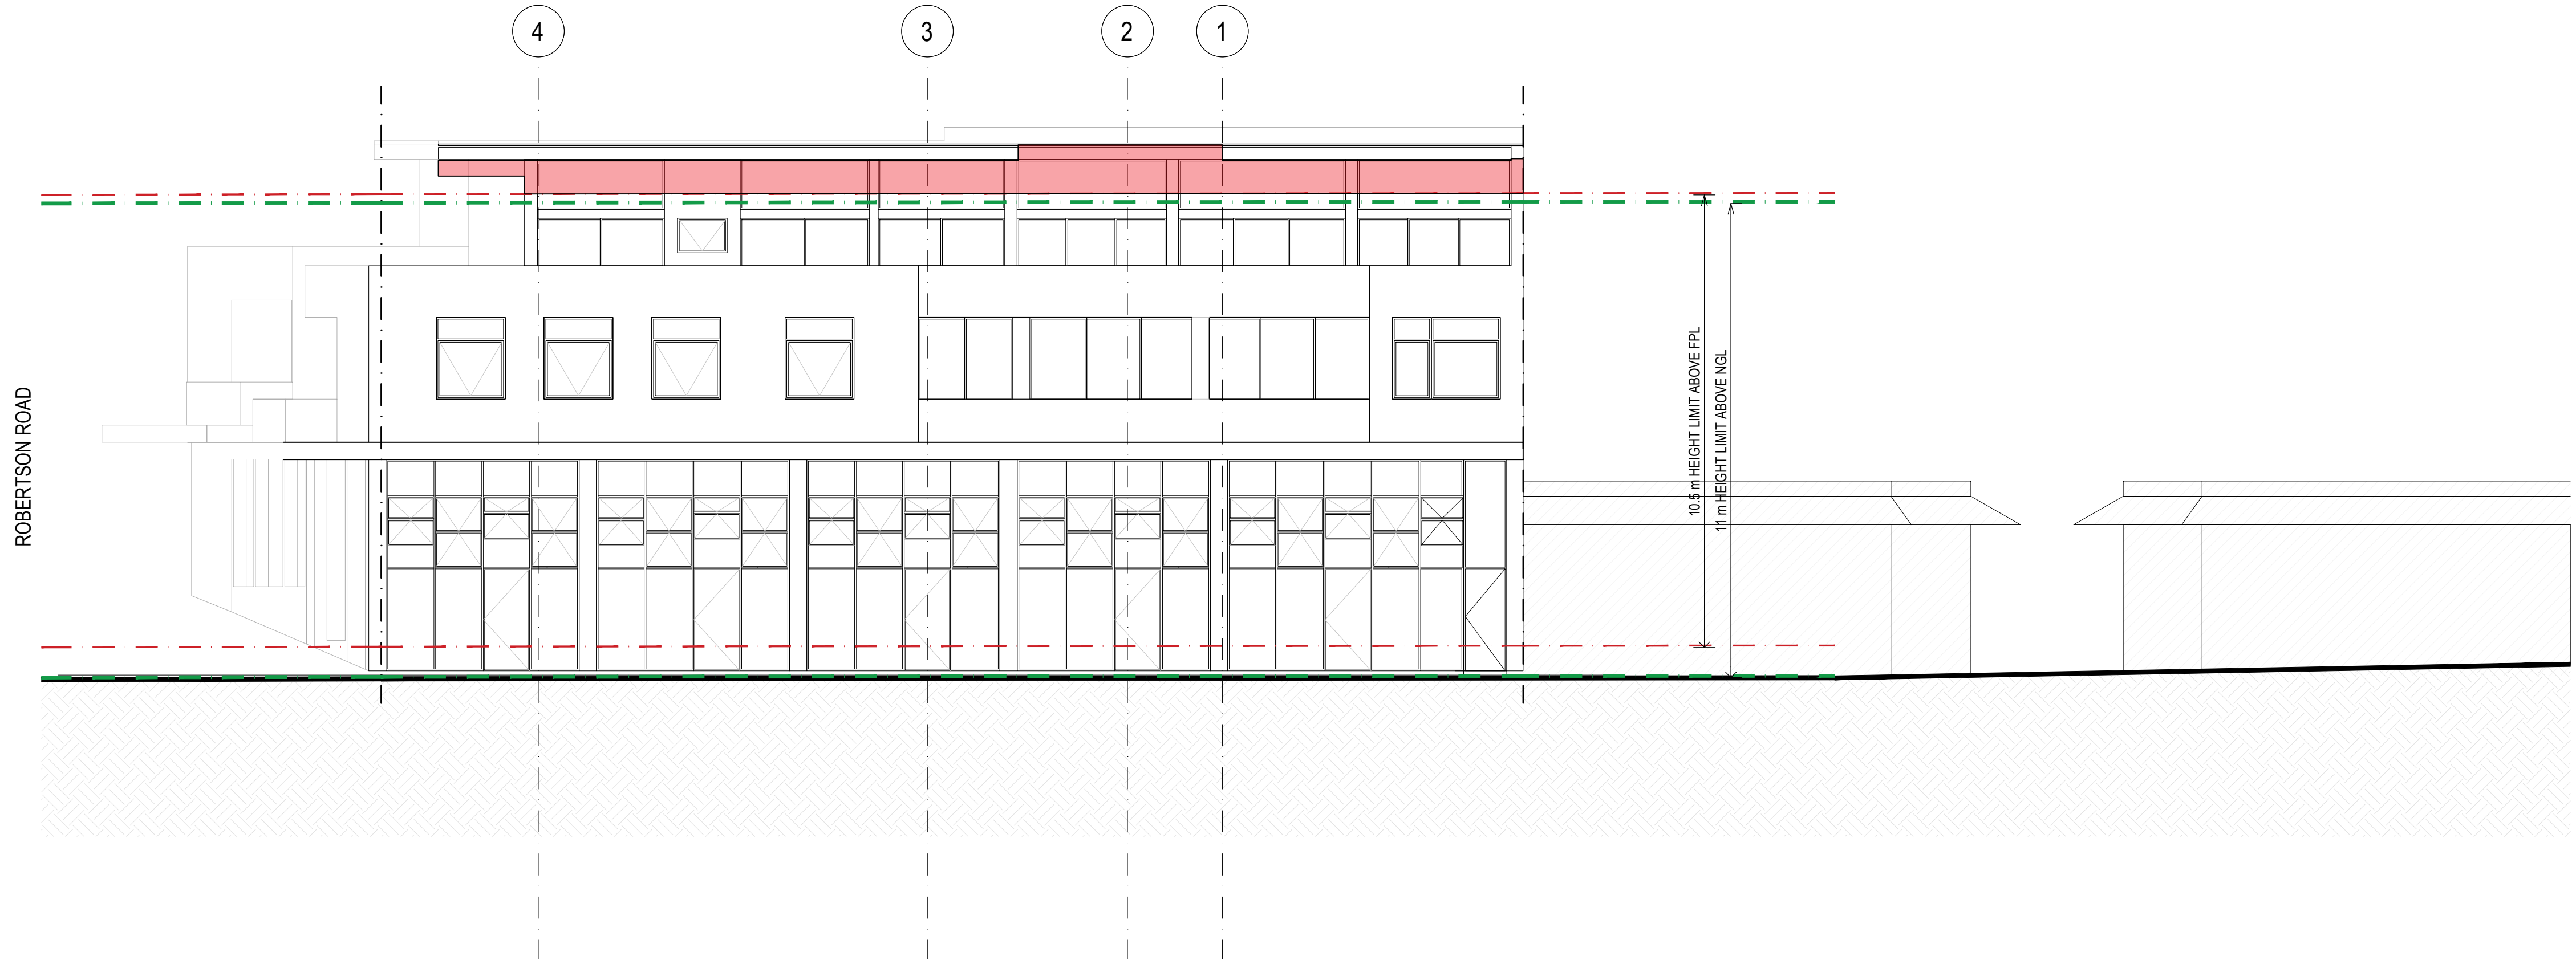 4
3
2
1
ROBERTSON ROAD
10.5 m HEIGHT LIMIT ABOVE FPL
11 m HEIGHT LIMIT ABOVE NGL